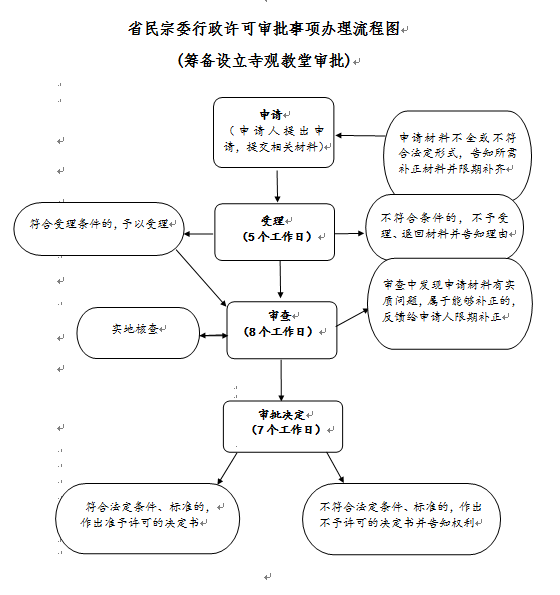 省民宗委行政许可审批事项办理流程图
(筹备设立寺观教堂审批)
申请
（申请人提出申
请，提交相关材料）
申请材料不全或不符
合法定形式，告知所需
补正材料并限期补齐
符合受理条件的，予以受理
受理
（5个工作日）
不符合条件的，不予受
理、退回材料并告知理由
审查中发现申请材料有实
质问题，属于能够补正的，
反馈给申请人限期补正
实地核查
审查
（8个工作日）
审批决定
（7个工作日）
符合法定条件、标准的，
作出准予许可的决定书
不符合法定条件、标准的，作出
不予许可的决定书并告知权利